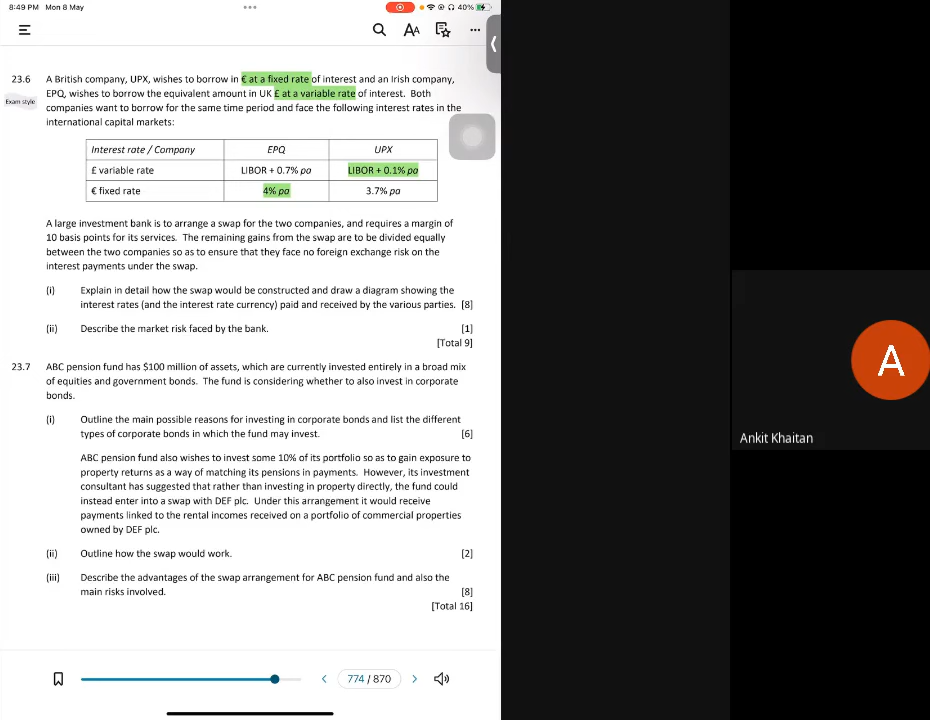 8:49 PM Mon 8 May
40%
AA
23.6 A British company, UPX, wishes to borrow in € at a fixed rate of interest and an Irish company,
EPQ, wishes to borrow the equivalent amount in UK £ at a variable rate of interest. Both
Exam style
companies want to borrow for the same time period and face the following interest rates in the
international capital markets:
Interest rate / Company EPQ UPX
£ variable rate LIBOR + 0.7% pa LIBOR + 0.1% pa
€ fixed rate 4% pa 3.7% pa
A large investment bank is to arrange a swap for the two companies, and requires a margin of
10 basis points for its services. The remaining gains from the swap are to be divided equally
between the two companies so as to ensure that they face no foreign exchange risk on the
interest payments under the swap.
(i) Explain in detail how the swap would be constructed and draw a diagram showing the
interest rates (and the interest rate currency) paid and received by the various parties. [8]
(ii) Describe the market risk faced by the bank. [1]
[Total 9]
23.7 ABC pension fund has $100 million of assets, which are currently invested entirely in a broad mix
of equities and government bonds. The fund is considering whether to also invest in corporate
bonds.
(i) Outline the main possible reasons for investing in corporate bonds and list the different
types of corporate bonds in which the fund may invest. [6]
ABC pension fund also wishes to invest some 10% of its portfolio so as to gain exposure to
property returns as a way of matching its pensions in payments. However, its investment
consultant has suggested that rather than investing in property directly, the fund could
instead enter into a swap with DEF plc. Under this arrangement it would receive
payments linked to the rental incomes received on a portfolio of commercial properties
owned by DEF plc.
(ii) Outline how the swap would work. [2]
(iii) Describe the advantages of the swap arrangement for ABC pension fund and also the
main risks involved. [8]
[Total 16]
774 / 870
A
Ankit Khaitan